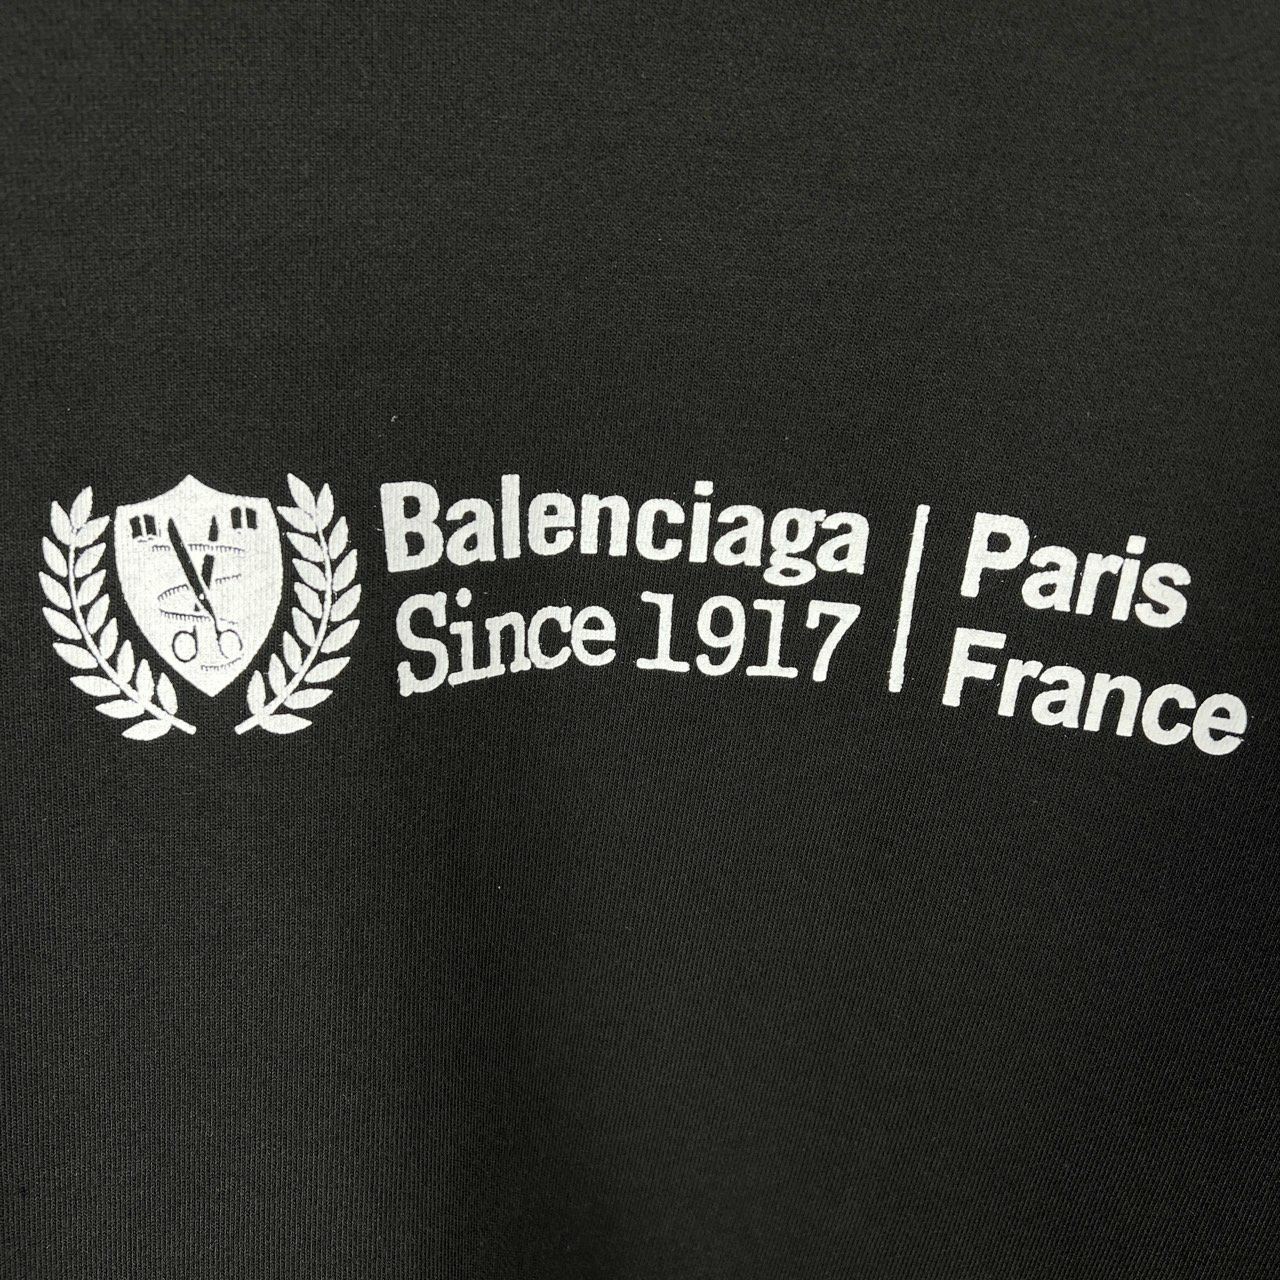 Balenciaga
Since 1917
Paris
France